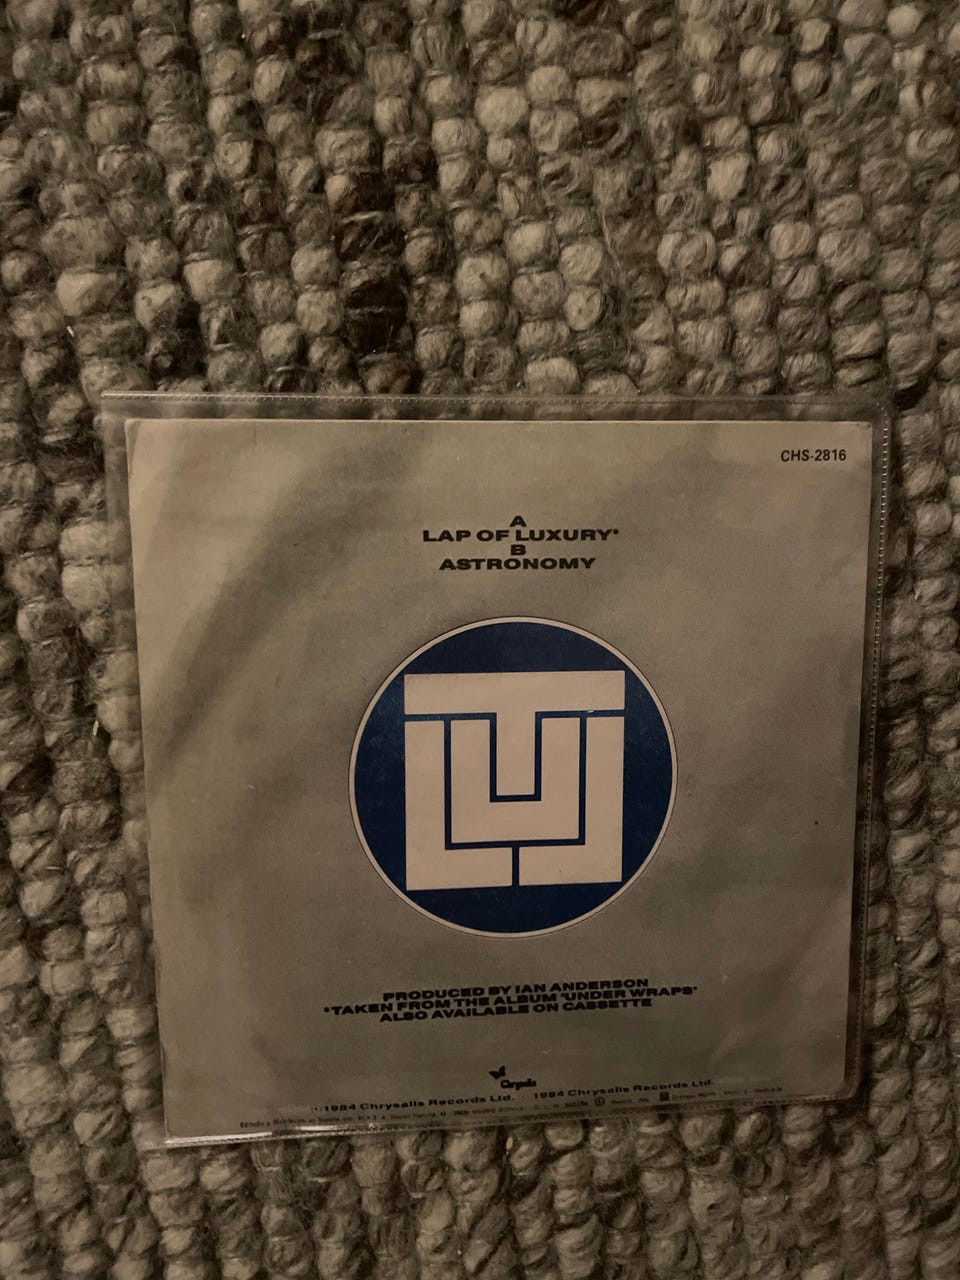 CHS-2816
A
LAP OF LUXURY*
B
ASTRONOMY
PRODUCED BY IAN ANDERSON
*TAKEN FROM THE ALBUM 'UNDER WRAPS'
ALSO AVAILABLE ON CASSETTE
Chrysalis
1984 Chrysalis Records Ltd. 1984 Chrysalis Records Ltd.